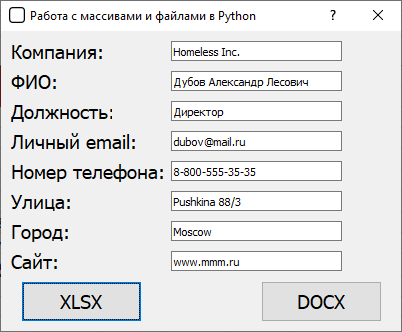 Работа с массивами и файлами в Python ?
Компания: Homeless Inc.
ФИО: Дубов Александр Лесович
Должность: Директор
Личный email: dubov@mail.ru
Номер телефона: 8-800-555-35-35
Улица: Pushkina 88/3
Город: Moscow
Сайт: www.mmm.ru
XLSX DOCX